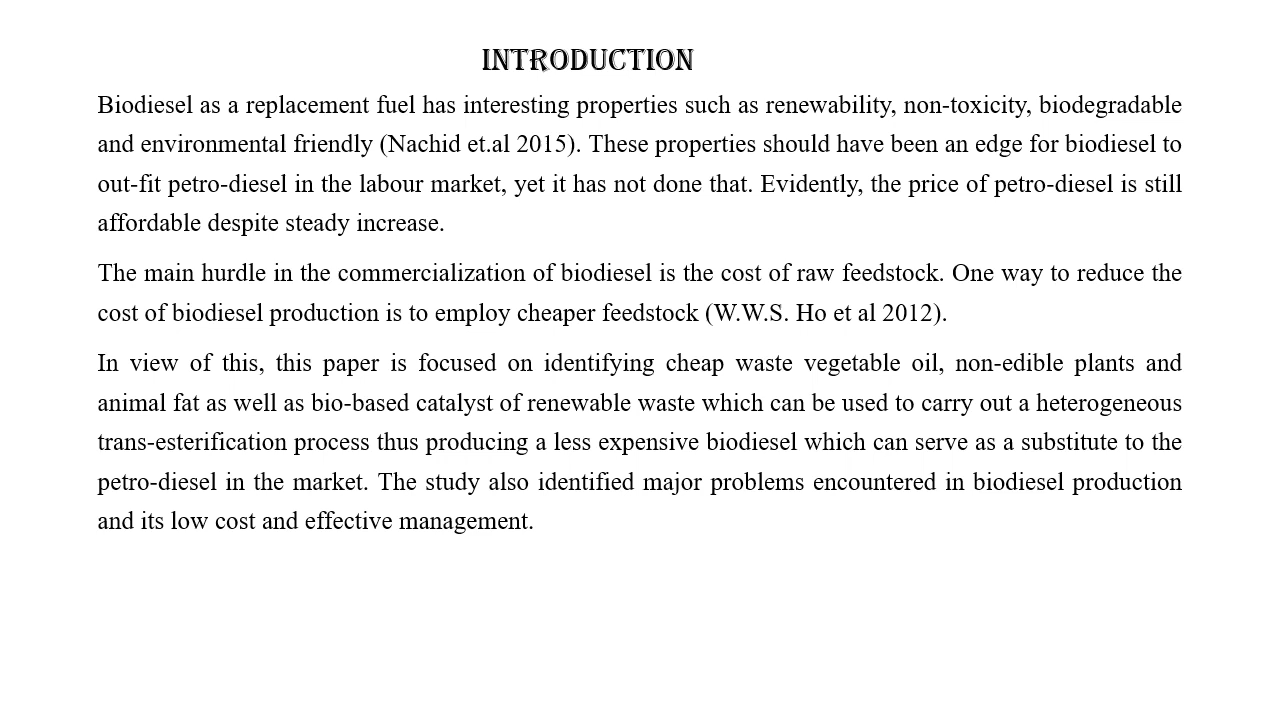 INTRODUCTION
Biodiesel as a replacement fuel has interesting properties such as renewability, non-toxicity, biodegradable
and environmental friendly (Nachid et.al 2015). These properties should have been an edge for biodiesel to
out-fit petro-diesel in the labour market, yet it has not done that. Evidently, the price of petro-diesel is still
affordable despite steady increase.
The main hurdle in the commercialization of biodiesel is the cost of raw feedstock. One way to reduce the
cost of biodiesel production is to employ cheaper feedstock (W.W.S. Ho et al 2012).
In view of this, this paper is focused on identifying cheap waste vegetable oil, non-edible plants and
animal fat as well as bio-based catalyst of renewable waste which can be used to carry out a heterogeneous
trans-esterification process thus producing a less expensive biodiesel which can serve as a substitute to the
petro-diesel in the market. The study also identified major problems encountered in biodiesel production
and its low cost and effective management.